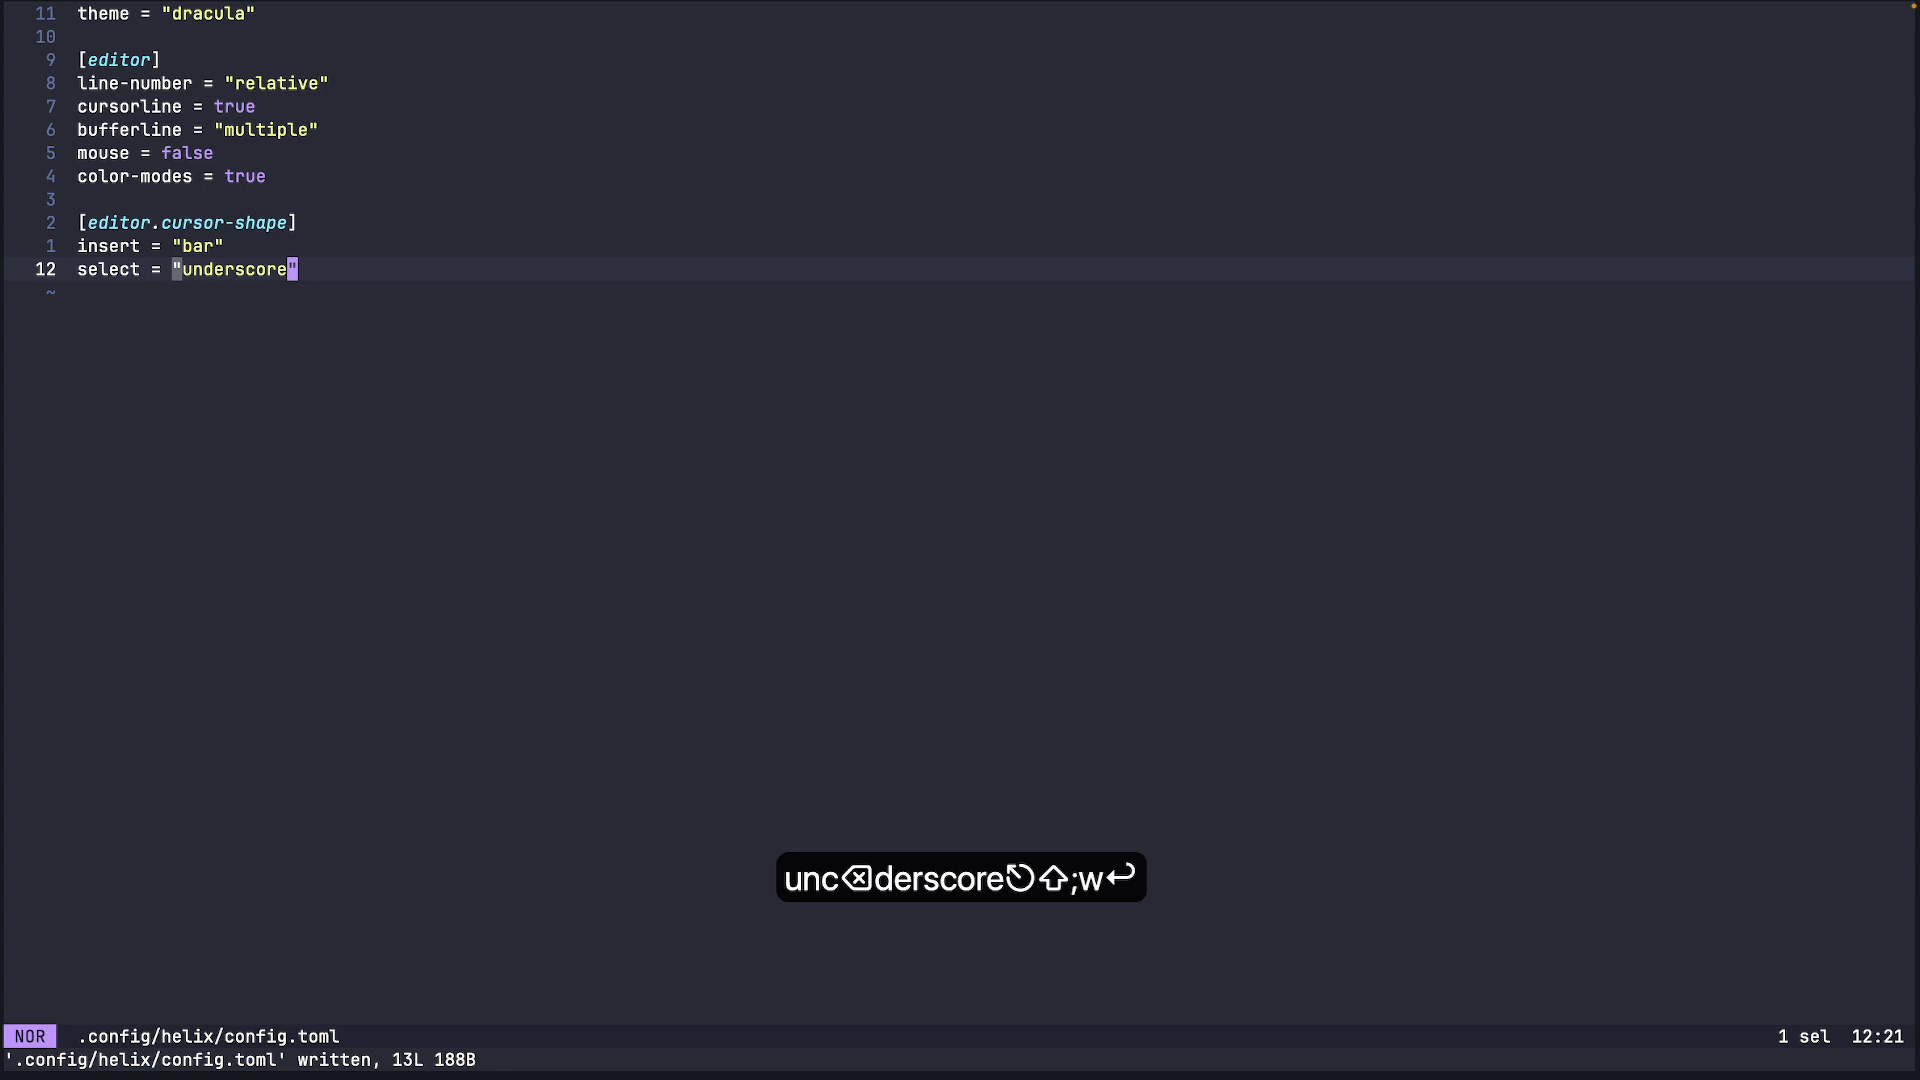 11 theme = "dracula"
10
9 [editor]
8 line-number = "relative"
7 cursorline = true
6 bufferline = "multiple"
5 mouse = false
4 color-modes = true
3
2 [editor.cursor-shape]
1 insert = "bar"
12 select = "underscore"
~
unc⌫derscore⎋⇧;w↩
NOR .config/helix/config.toml 1 sel 12:21
'.config/helix/config.toml' written, 13L 188B